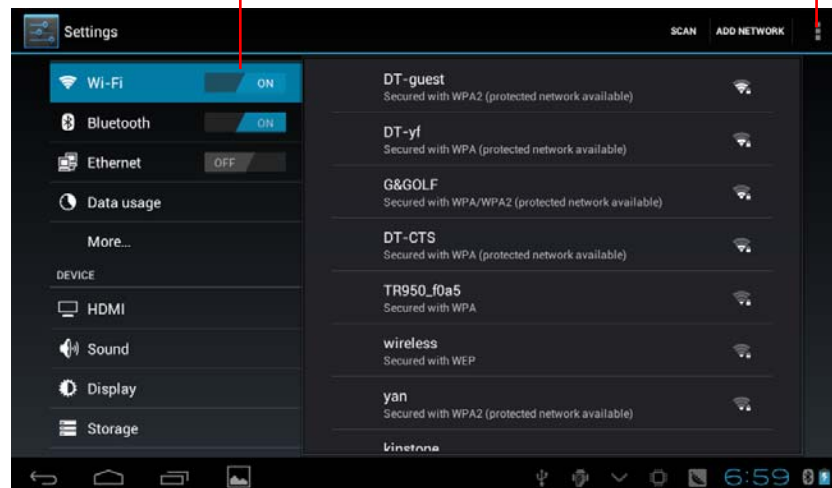 Settings
SCAN
ADD NETWORK
Wi-Fi ON
Bluetooth ON
Ethernet OFF
Data usage
More...
DEVICE
HDMI
Sound
Display
Storage
DT-guest
Secured with WPA2 (protected network available)
DT-yf
Secured with WPA (protected network available)
G&GOLF
Secured with WPA/WPA2 (protected network available)
DT-CTS
Secured with WPA (protected network available)
TR950_f0a5
Secured with WPA
wireless
Secured with WEP
yan
Secured with WPA2 (protected network available)
kinstone
6:59